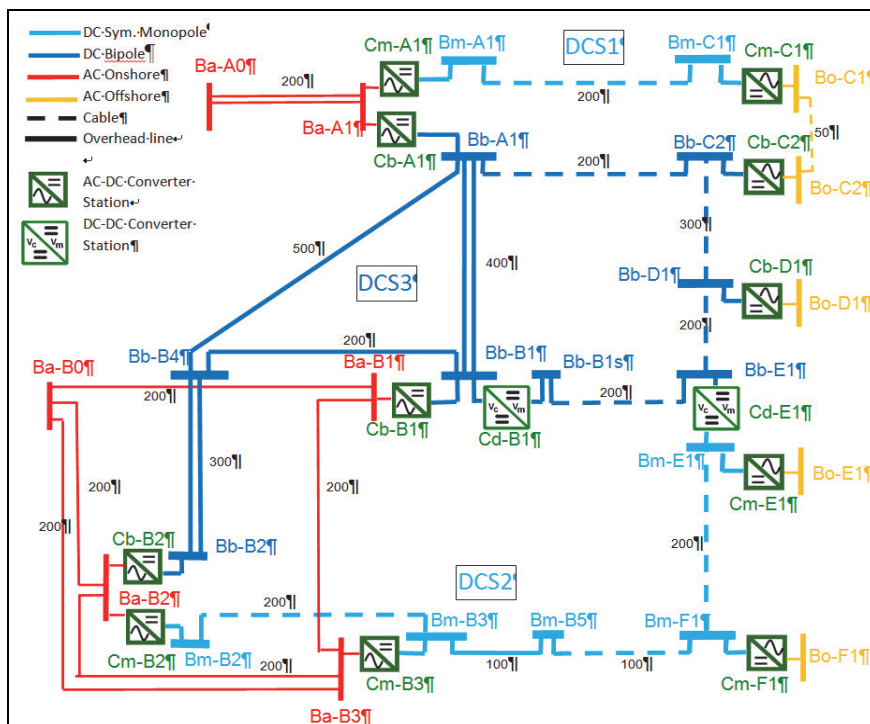 DC·Sym.·Monopole¶
DC·Bipole¶
AC·Onshore¶
AC·Offshore¶
Cable¶
Overhead·line↵
↵
AC-DC·Converter·
Station↵
DC-DC·Converter·
Station¶
Ba-A0¶
200¶
Cm-A1¶
Bm-A1¶
DCS1¶
Bm-C1¶
Cm-C1¶
Bo-C1¶
200¶
Ba-A1¶
Cb-A1¶
Bb-A1¶
50¶
Bb-C2¶
Cb-C2¶
200¶
Bo-C2¶
300¶
500¶
400¶
DCS3¶
Bb-D1¶
Cb-D1¶
Bo-D1¶
200¶
200¶
Bb-B4¶
Ba-B0¶
200¶
Ba-B1¶
Bb-B1¶
Bb-B1s¶
200¶
Bb-E1¶
Cb-B1¶
Vc Vm
Cd-B1¶
Vc Vm
Cd-E1¶
300¶
200¶
200¶
Bm-E1¶
Cm-E1¶
Bo-E1¶
Cb-B2¶
Bb-B2¶
200¶
Ba-B2¶
Cm-B2¶
Bm-B2¶
200¶
DCS2¶
Bm-B3¶
Bm-B5¶
Bm-F1¶
200¶
Ba-B3¶
Cm-B3¶
100¶
100¶
Cm-F1¶
Bo-F1¶
Vc Vm